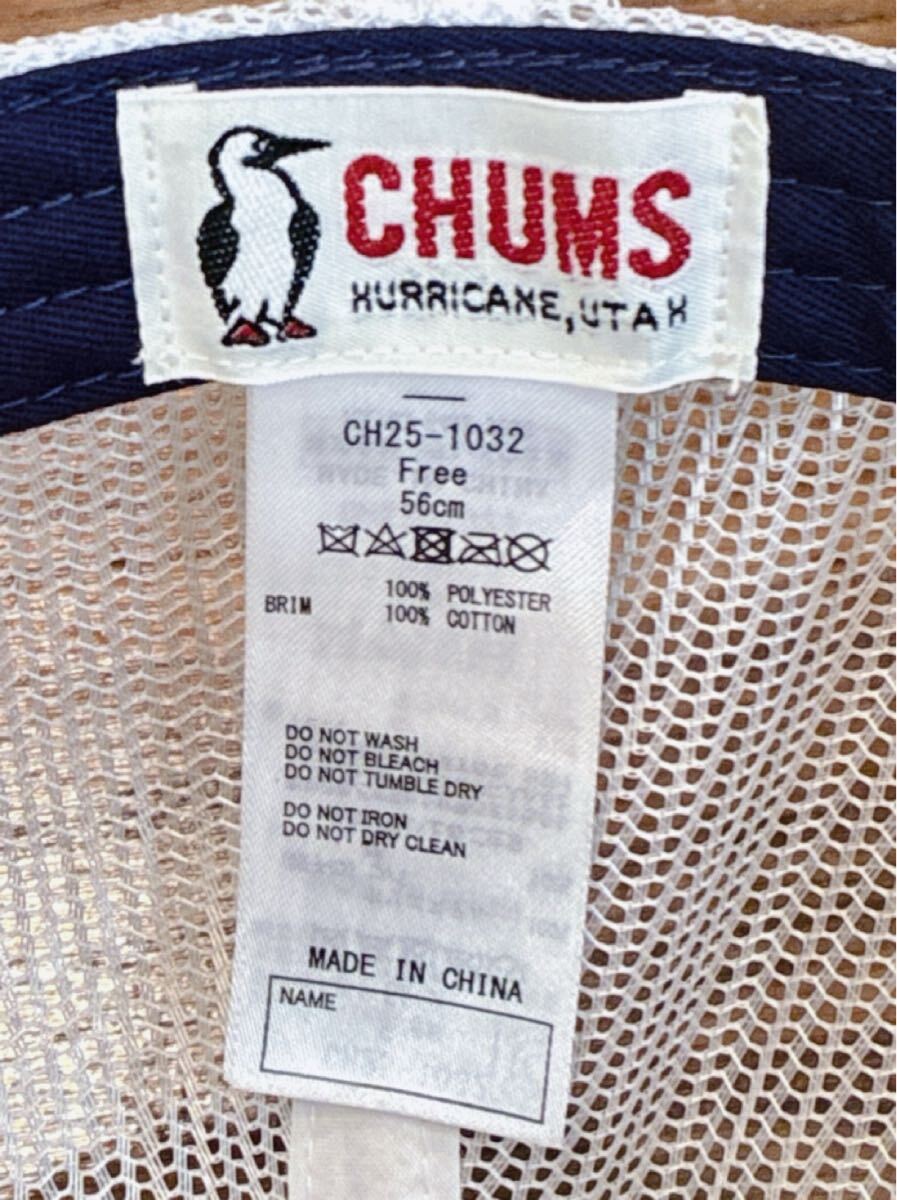 CHUMS
HURRICANE, UTAH
CH25-1032
Free
56cm
100% POLYESTER
BRIM 100% COTTON
DO NOT WASH
DO NOT BLEACH
DO NOT TUMBLE DRY
DO NOT IRON
DO NOT DRY CLEAN
MADE IN CHINA
NAME